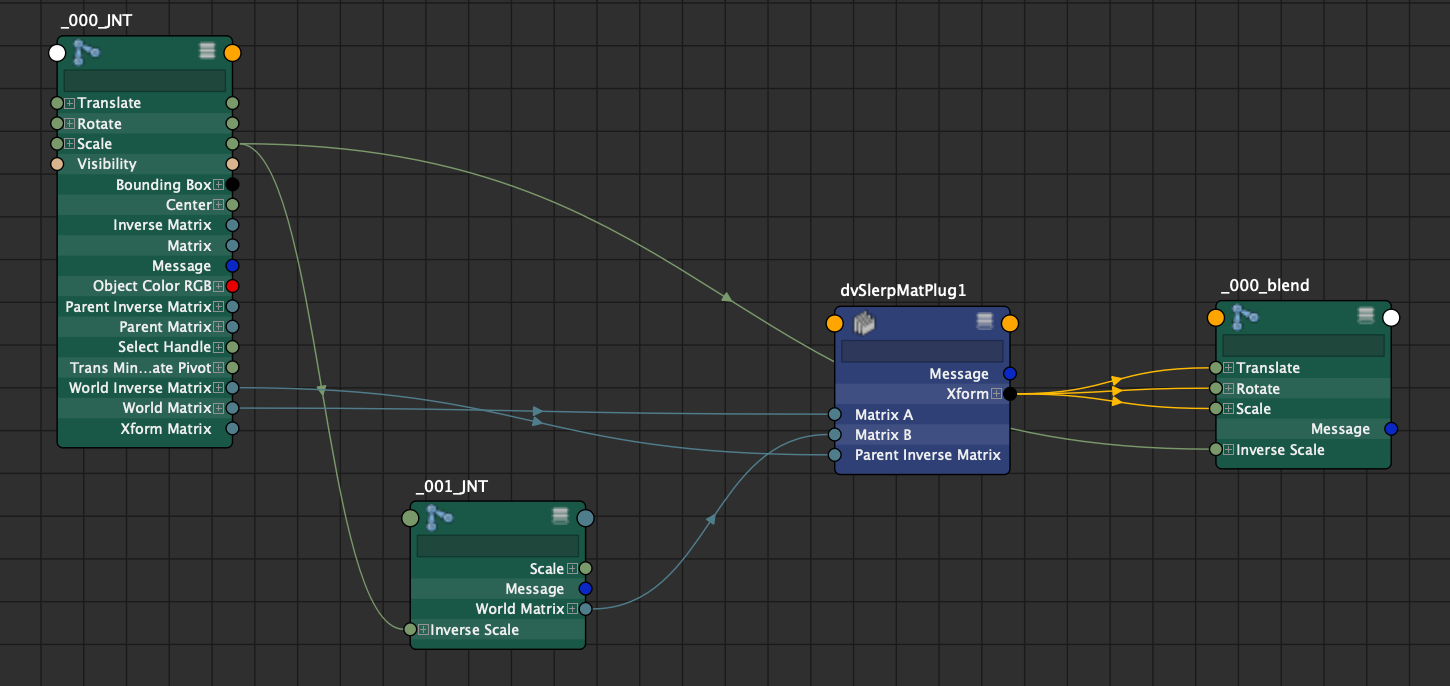 _000_JNT
Translate
Rotate
Scale
Visibility
Bounding Box
Center
Inverse Matrix
Matrix
Message
Object Color RGB
Parent Inverse Matrix
Parent Matrix
Select Handle
Trans Min...ate Pivot
World Inverse Matrix
World Matrix
Xform Matrix
_001_JNT
Scale
Message
World Matrix
Inverse Scale
dvSlerpMatPlug1
Message
Xform
Matrix A
Matrix B
Parent Inverse Matrix
_000_blend
Translate
Rotate
Scale
Message
Inverse Scale